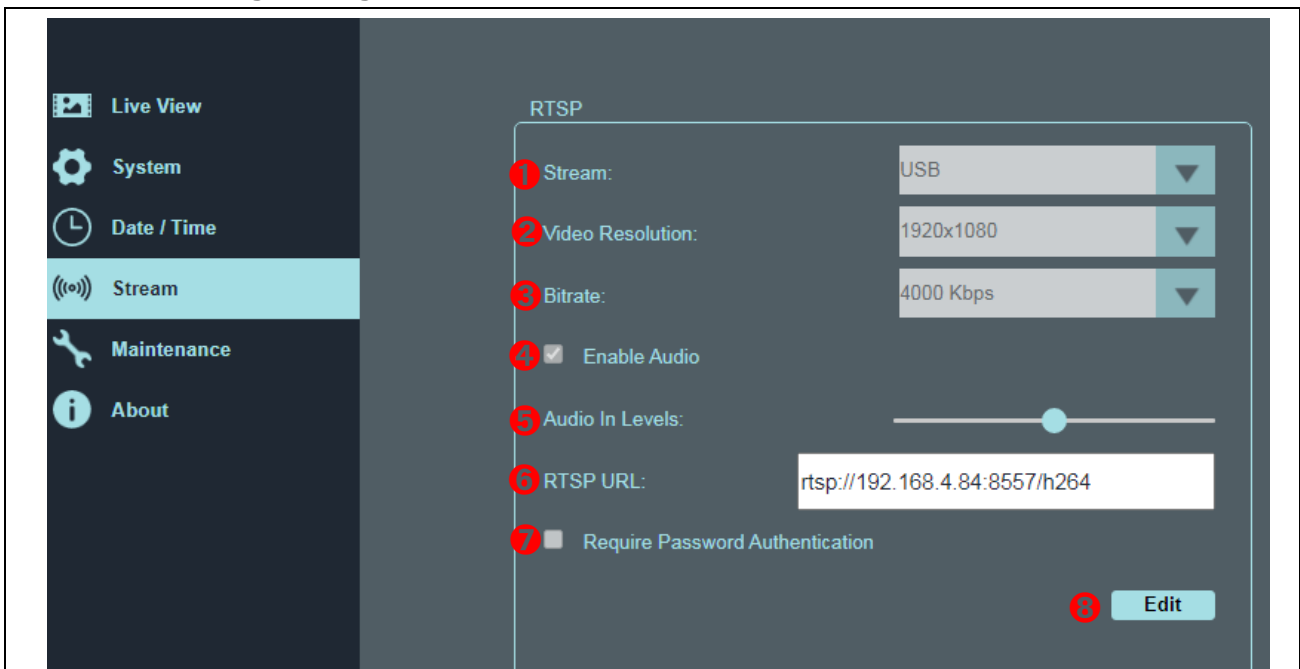 Live View
System
Date / Time
Stream
Maintenance
About
RTSP
1 Stream: USB
2 Video Resolution: 1920x1080
3 Bitrate: 4000 Kbps
4 Enable Audio
5 Audio In Levels:
6 RTSP URL: rtsp://192.168.4.84:8557/h264
7 Require Password Authentication
8 Edit